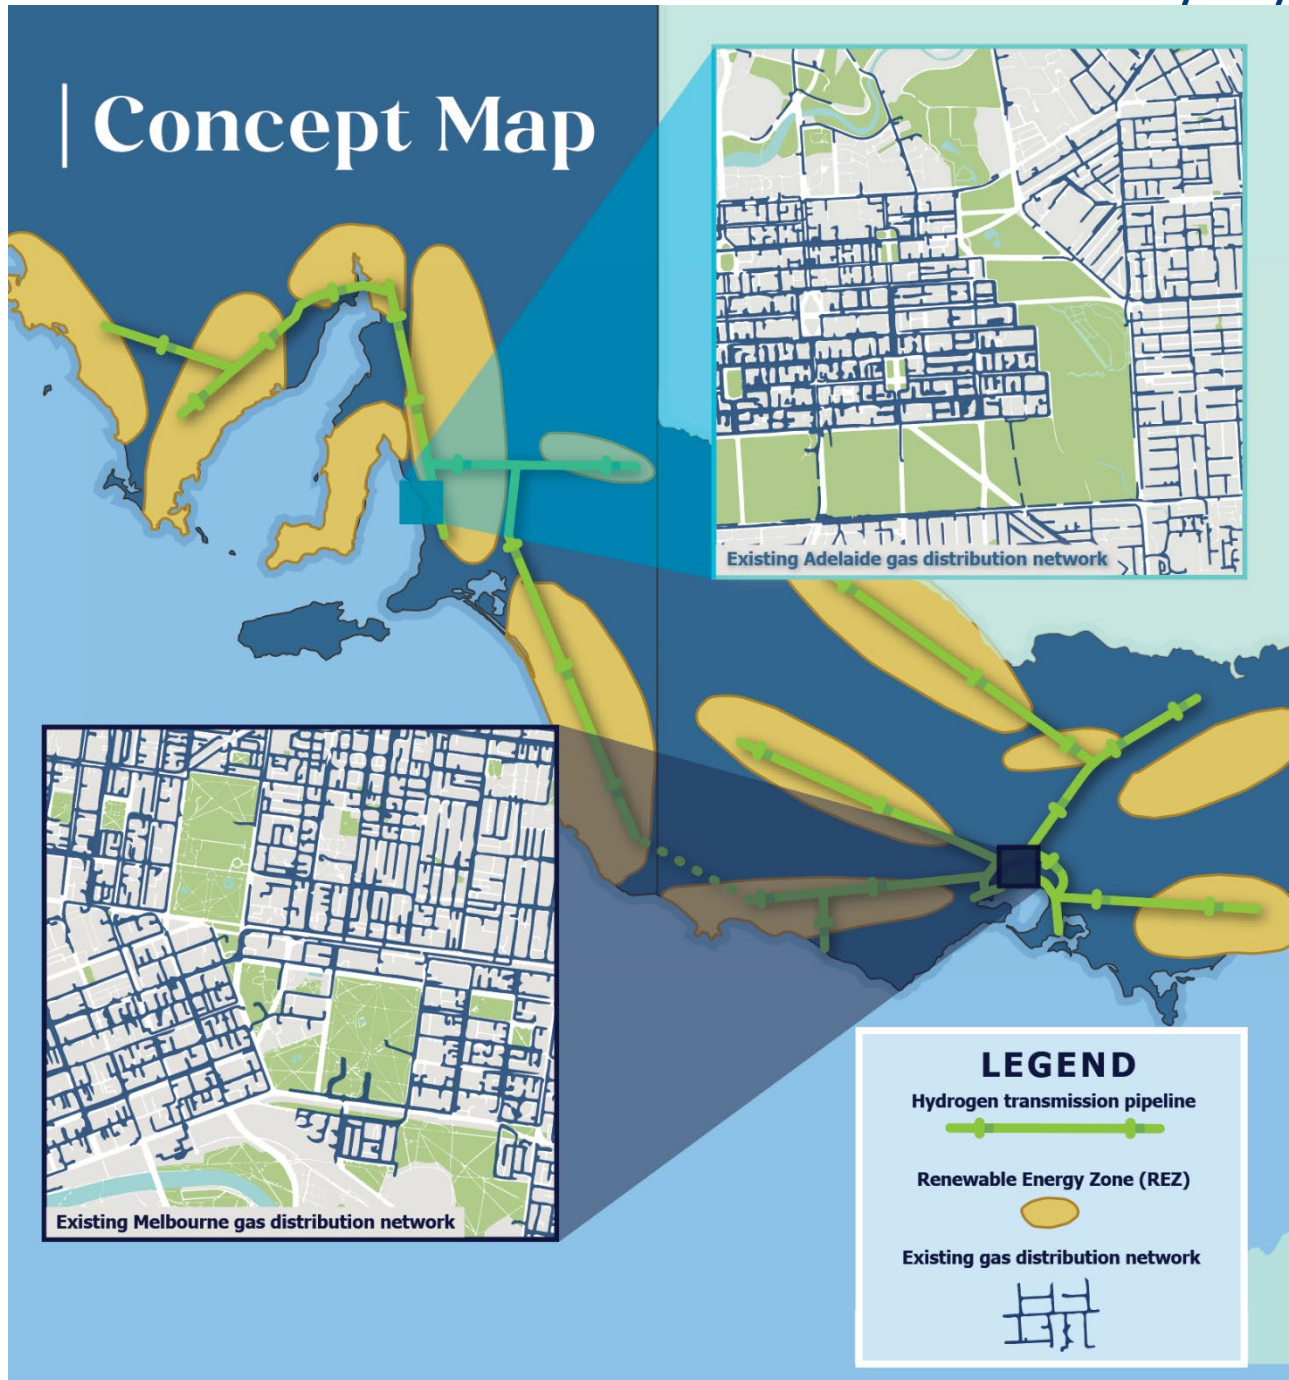 Concept Map
Existing Adelaide gas distribution network
Existing Melbourne gas distribution network
LEGEND
Hydrogen transmission pipeline
Renewable Energy Zone (REZ)
Existing gas distribution network